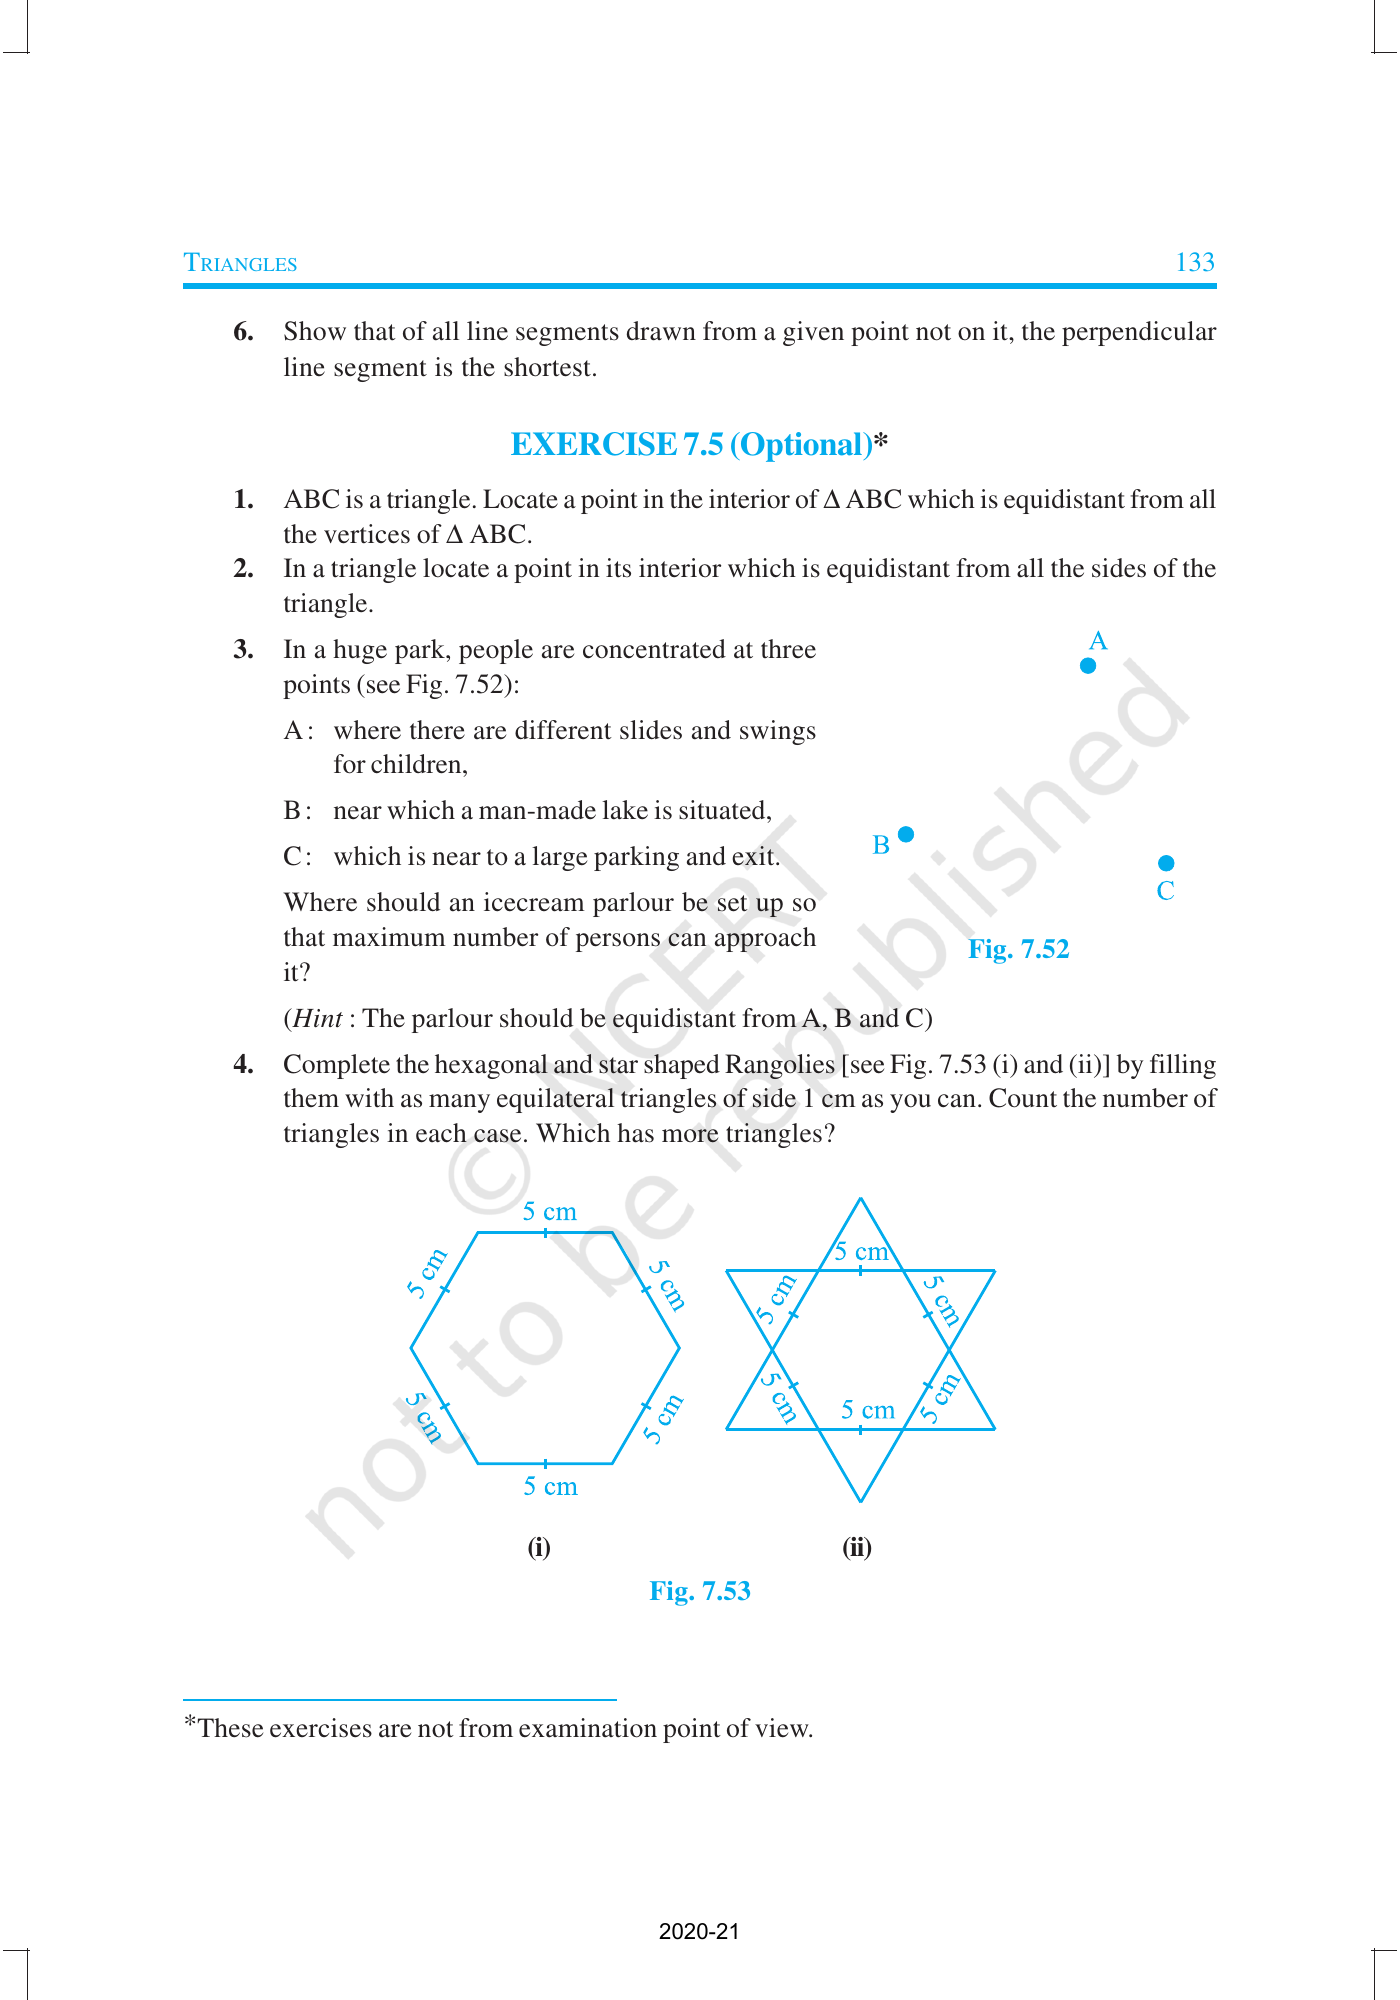 TRIANGLES 133
6. Show that of all line segments drawn from a given point not on it, the perpendicular
line segment is the shortest.
EXERCISE 7.5 (Optional)*
1. ABC is a triangle. Locate a point in the interior of Δ ABC which is equidistant from all
the vertices of Δ ABC.
2. In a triangle locate a point in its interior which is equidistant from all the sides of the
triangle.
3. In a huge park, people are concentrated at three
points (see Fig. 7.52):
A : where there are different slides and swings
for children,
B : near which a man-made lake is situated,
C : which is near to a large parking and exit.
Where should an icecream parlour be set up so
that maximum number of persons can approach
it?
A
B
C
Fig. 7.52
(Hint : The parlour should be equidistant from A, B and C)
4. Complete the hexagonal and star shaped Rangolies [see Fig. 7.53 (i) and (ii)] by filling
them with as many equilateral triangles of side 1 cm as you can. Count the number of
triangles in each case. Which has more triangles?
5 cm
5 cm
5 cm
5 cm
5 cm
5 cm
5 cm
5 cm
5 cm
5 cm
5 cm
5 cm
(i) (ii)
Fig. 7.53
*These exercises are not from examination point of view.
2020-21
© NCERT
not to be republished